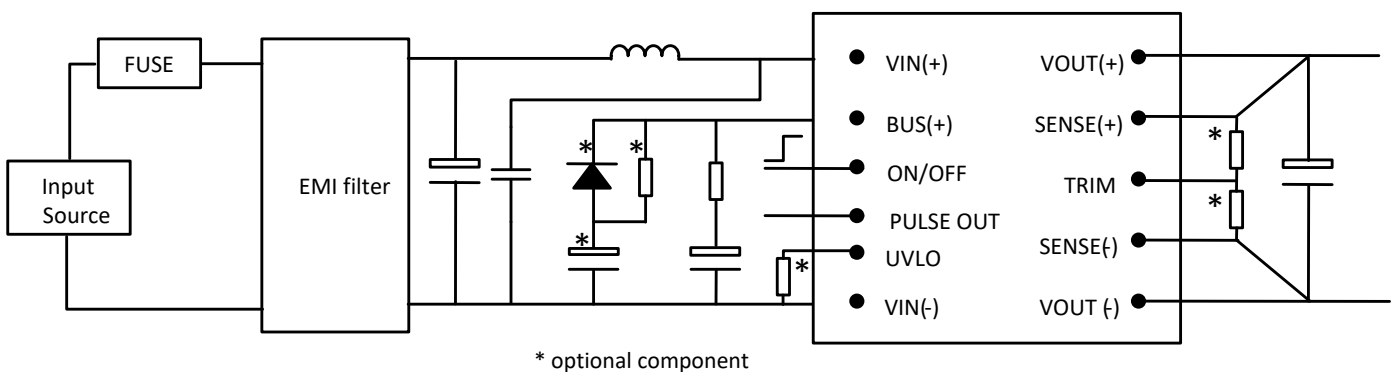 FUSE
Input
Source
EMI filter
*
*
*
*
VIN(+)
BUS(+)
ON/OFF
PULSE OUT
UVLO
VIN(-)
VOUT(+)
SENSE(+)
TRIM
SENSE(-)
VOUT (-)
*
*
* optional component